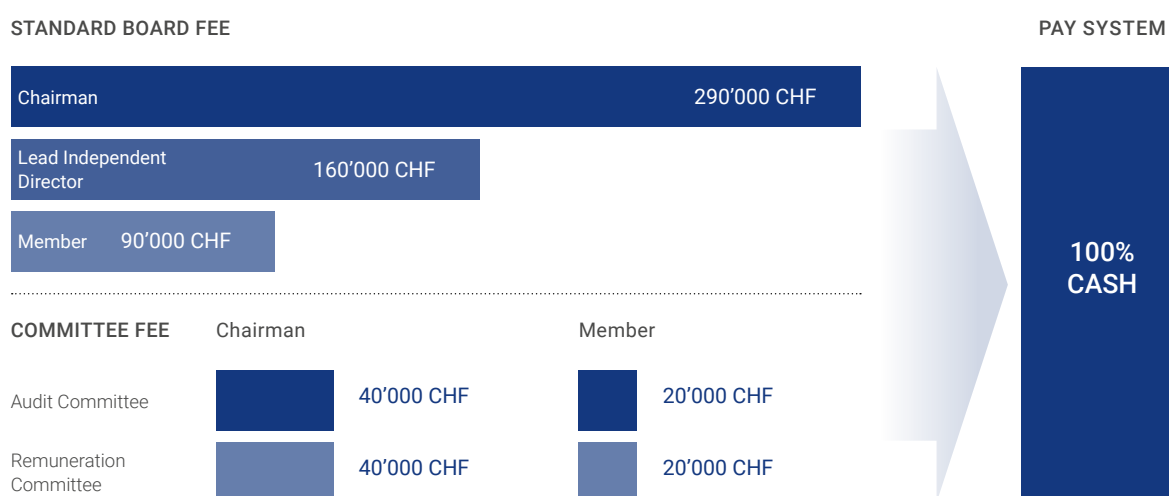 STANDARD BOARD FEE
PAY SYSTEM
Chairman
290’000 CHF
Lead Independent
Director
160’000 CHF
Member
90’000 CHF
100%
CASH
COMMITTEE FEE
Chairman
Member
Audit Committee
40’000 CHF
20’000 CHF
Remuneration
Committee
40’000 CHF
20’000 CHF